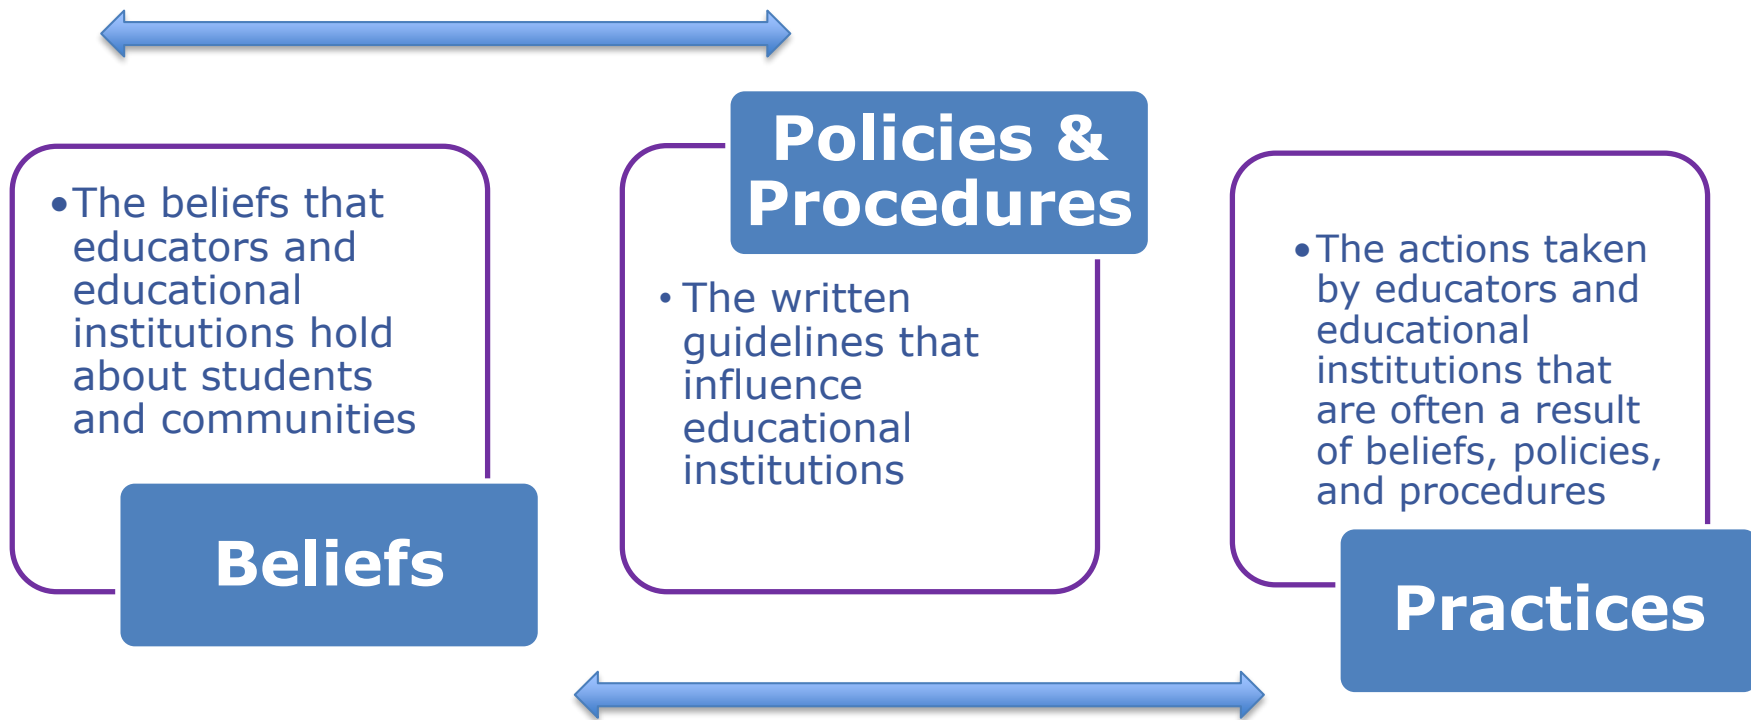 •The beliefs that
educators and
educational
institutions hold
about students
and communities
Beliefs
Policies &
Procedures
• The written
guidelines that
influence
educational
institutions
•The actions taken
by educators and
educational
institutions that
are often a result
of beliefs, policies,
and procedures
Practices